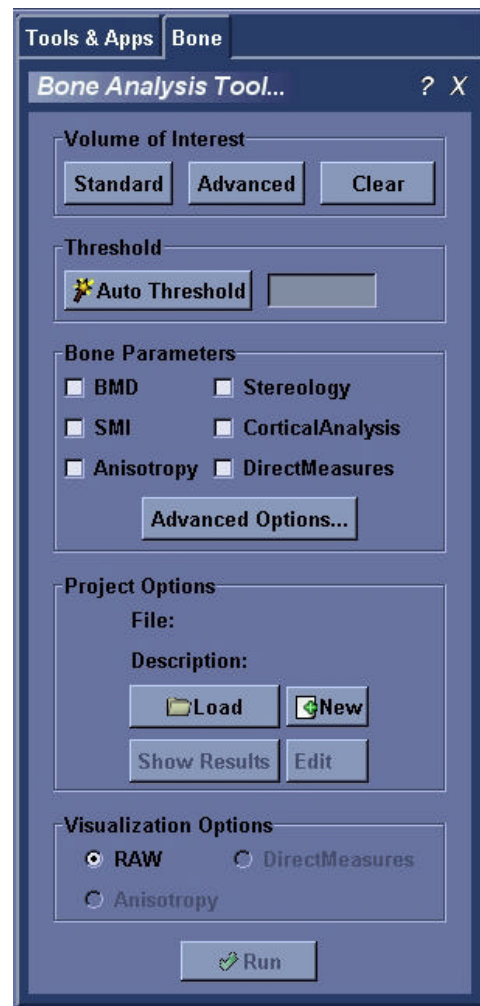 Tools & Apps Bone
Bone Analysis Tool... ? X
Volume of Interest
Standard Advanced Clear
Threshold
Auto Threshold
Bone Parameters
BMD Stereology
SMI CorticalAnalysis
Anisotropy DirectMeasures
Advanced Options...
Project Options
File:
Description:
Load New
Show Results Edit
Visualization Options
RAW DirectMeasures
Anisotropy
Run